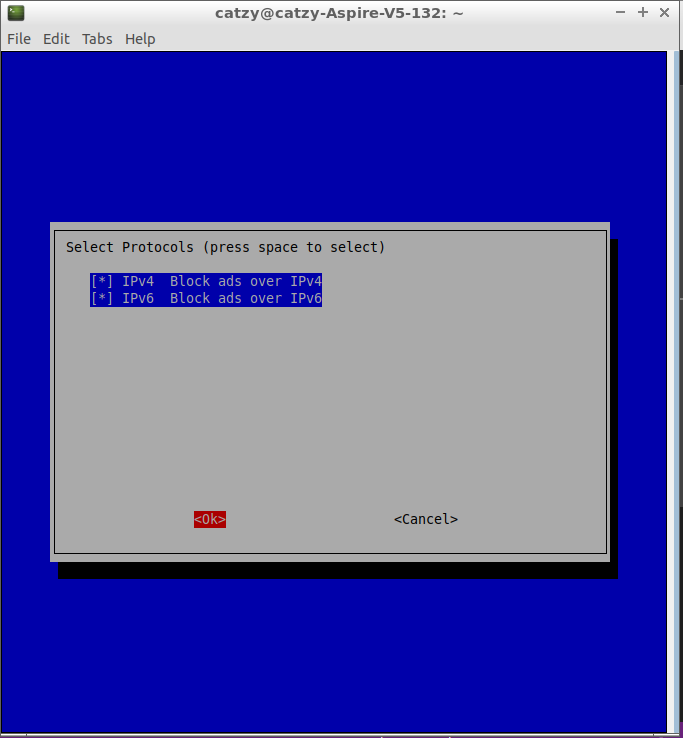 catzy@catzy-Aspire-V5-132: ~
File Edit Tabs Help
Select Protocols (press space to select)
[*] IPv4  Block ads over IPv4
[*] IPv6  Block ads over IPv6
<Ok> <Cancel>